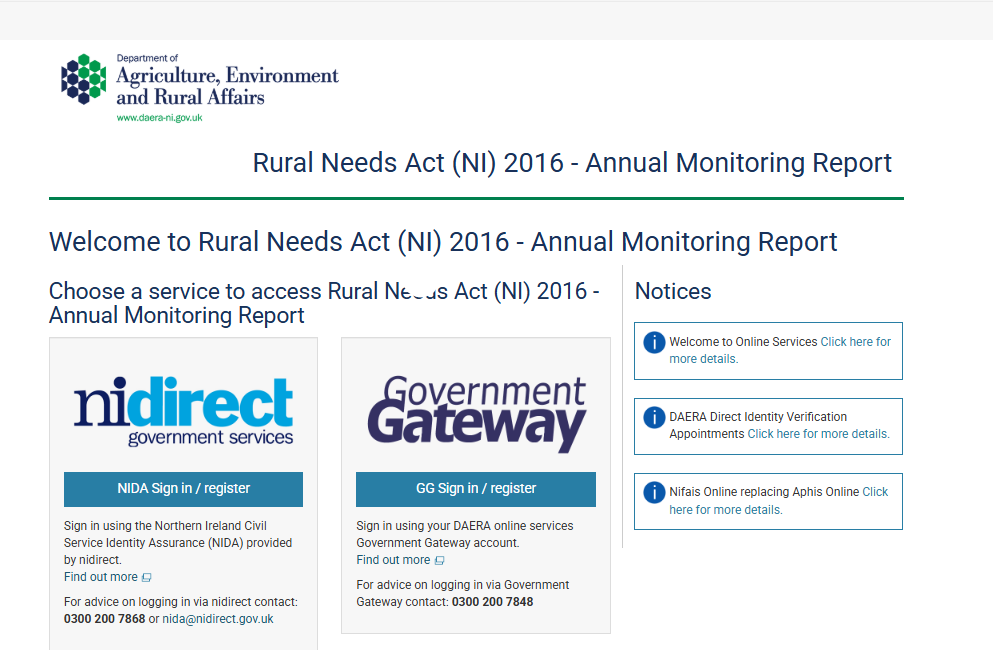 Department of
Agriculture, Environment
and Rural Affairs
www.daera-ni.gov.uk
Rural Needs Act (NI) 2016 - Annual Monitoring Report
Welcome to Rural Needs Act (NI) 2016 - Annual Monitoring Report
Choose a service to access Rural Act (NI) 2016 -
Annual Monitoring Report
nidirect
government services
NIDA Sign in / register
Sign in using the Northern Ireland Civil
Service Identity Assurance (NIDA) provided
by nidirect.
Find out more
For advice on logging in via nidirect contact:
0300 200 7868 or nida@nidirect.gov.uk
Government
Gateway
GG Sign in / register
Sign in using your DAERA online services
Government Gateway account.
Find out more
For advice on logging in via Government
Gateway contact: 0300 200 7848
Notices
i
Welcome to Online Services Click here for
more details.
i
DAERA Direct Identity Verification
Appointments Click here for more details.
i
Nifais Online replacing Aphis Online Click
here for more details.